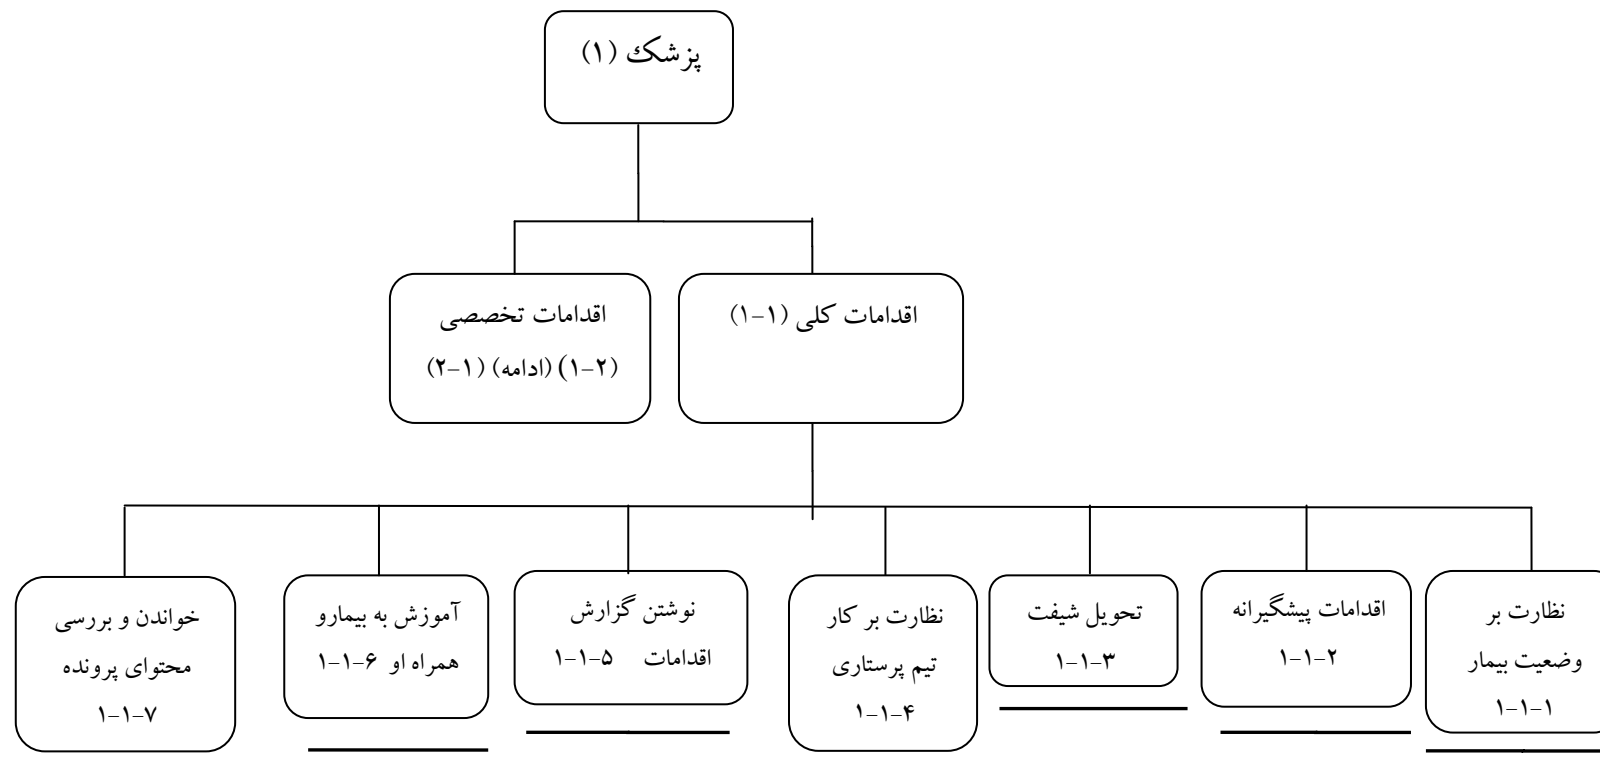 پزشک (۱)
اقدامات کلی (۱-۱)
اقدامات تخصصی
(۱-۲) (ادامه) (۲-۱)
نظارت بر
وضعیت بیمار
۱-۱-۱
اقدامات پیشگیرانه
۱-۱-۲
تحویل شیفت
۱-۱-۳
نظارت بر کار
تیم پرستاری
۱-۱-۴
نوشتن گزارش
اقدامات ۱-۱-۵
آموزش به بیمارو
همراه او ۱-۱-۶
خواندن و بررسی
محتوای پرونده
۱-۱-۷